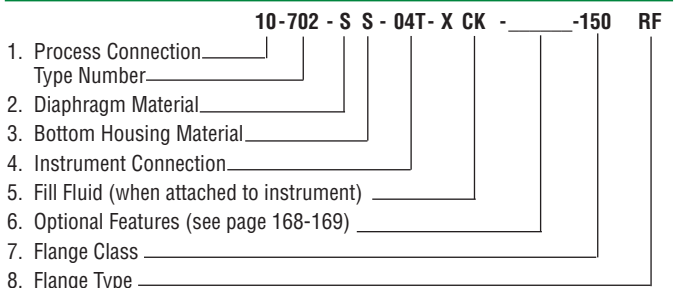 10-702 - S S - 04T- X CK -______-150 RF
1. Process Connection
Type Number
2. Diaphragm Material
3. Bottom Housing Material
4. Instrument Connection
5. Fill Fluid (when attached to instrument)
6. Optional Features (see page 168-169)
7. Flange Class
8. Flange Type